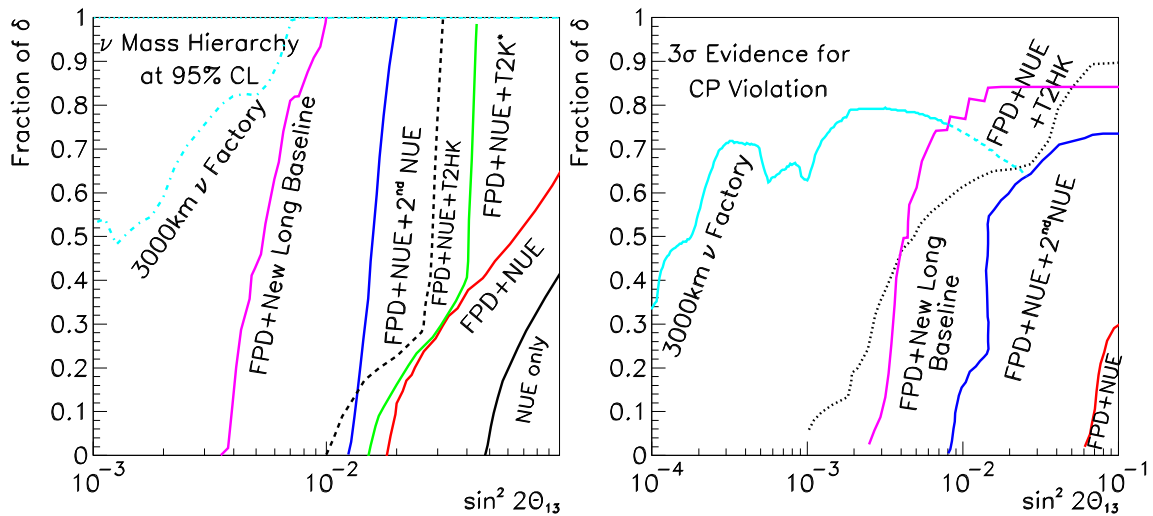 Fraction of δ
1
0.9
0.8
0.7
0.6
0.5
0.4
0.3
0.2
0.1
0
10⁻³
10⁻²
sin² 2Θ₁₃
ν Mass Hierarchy
at 95% CL
3000km ν Factory
FPD+New Long Baseline
FPD+NUE+2ⁿᵈ NUE
FPD+NUE+T2HK
FPD+NUE+T2K*
FPD+NUE
NUE only
Fraction of δ
1
0.9
0.8
0.7
0.6
0.5
0.4
0.3
0.2
0.1
0
10⁻⁴
10⁻³
10⁻²
10⁻¹
sin² 2Θ₁₃
3σ Evidence for
CP Violation
3000km ν Factory
FPD+New Long
Baseline
FPD+NUE
+T2HK
FPD+NUE+2ⁿᵈNUE
FPD+NUE